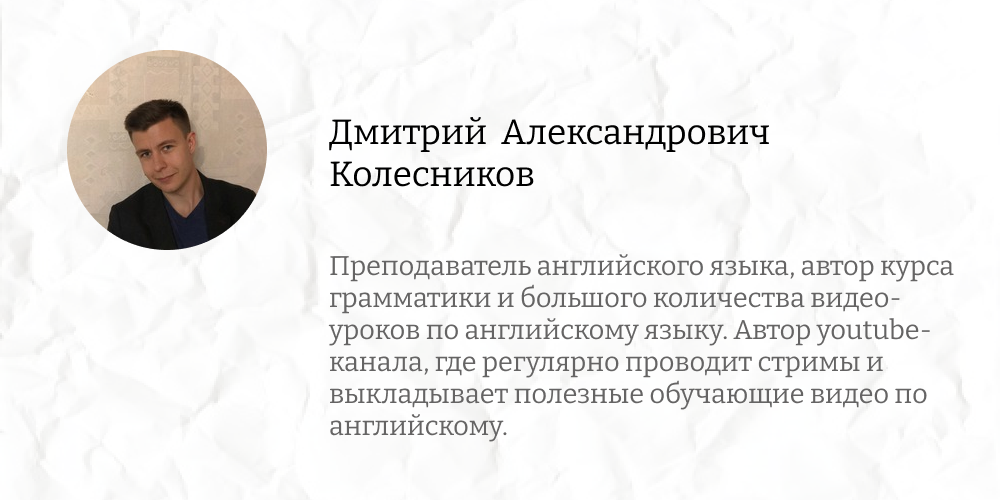 Дмитрий Александрович
Колесников
Преподаватель английского языка, автор курса
грамматики и большого количества видео-
уроков по английскому языку. Автор youtube-
канала, где регулярно проводит стримы и
выкладывает полезные обучающие видео по
английскому.